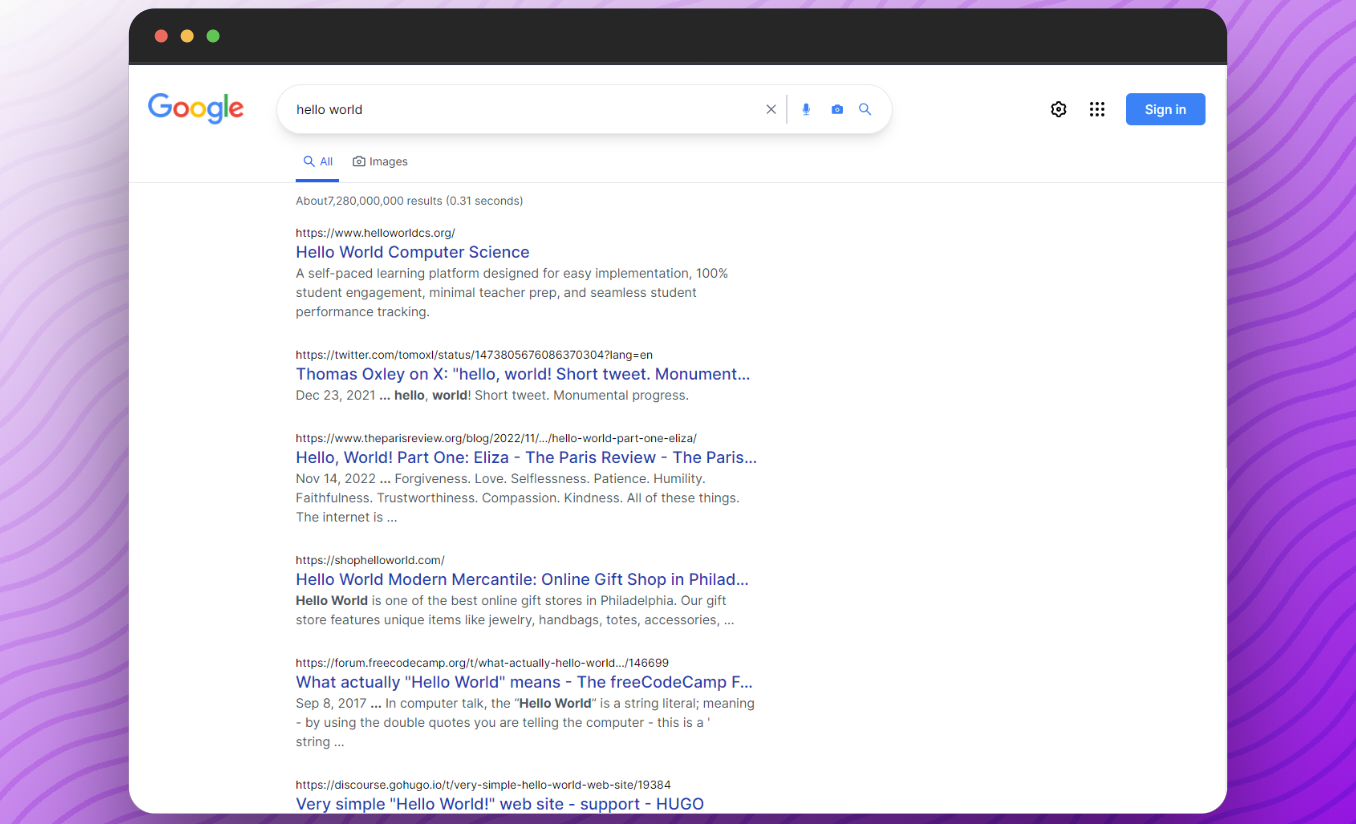 Google
hello world
Sign in
All
Images
About7,280,000,000 results (0.31 seconds)
https://www.helloworldcs.org/
Hello World Computer Science
A self-paced learning platform designed for easy implementation, 100%
student engagement, minimal teacher prep, and seamless student
performance tracking.
https://twitter.com/tomoxl/status/1473805676086370304?lang=en
Thomas Oxley on X: "hello, world! Short tweet. Monument...
Dec 23, 2021 ... hello, world! Short tweet. Monumental progress.
https://www.theparisreview.org/blog/2022/11/.../hello-world-part-one-eliza/
Hello, World! Part One: Eliza - The Paris Review - The Paris...
Nov 14, 2022 ... Forgiveness. Love. Selflessness. Patience. Humility.
Faithfulness. Trustworthiness. Compassion. Kindness. All of these things.
The internet is ...
https://shophelloworld.com/
Hello World Modern Mercantile: Online Gift Shop in Philad...
Hello World is one of the best online gift stores in Philadelphia. Our gift
store features unique items like jewelry, handbags, totes, accessories, ...
https://forum.freecodecamp.org/t/what-actually-hello-world.../146699
What actually "Hello World" means - The freeCodeCamp F...
Sep 8, 2017 ... In computer talk, the “Hello World” is a string literal; meaning
- by using the double quotes you are telling the computer - this is a '
string ...
https://discourse.gohugo.io/t/very-simple-hello-world-web-site/19384
Very simple "Hello World!" web site - support - HUGO